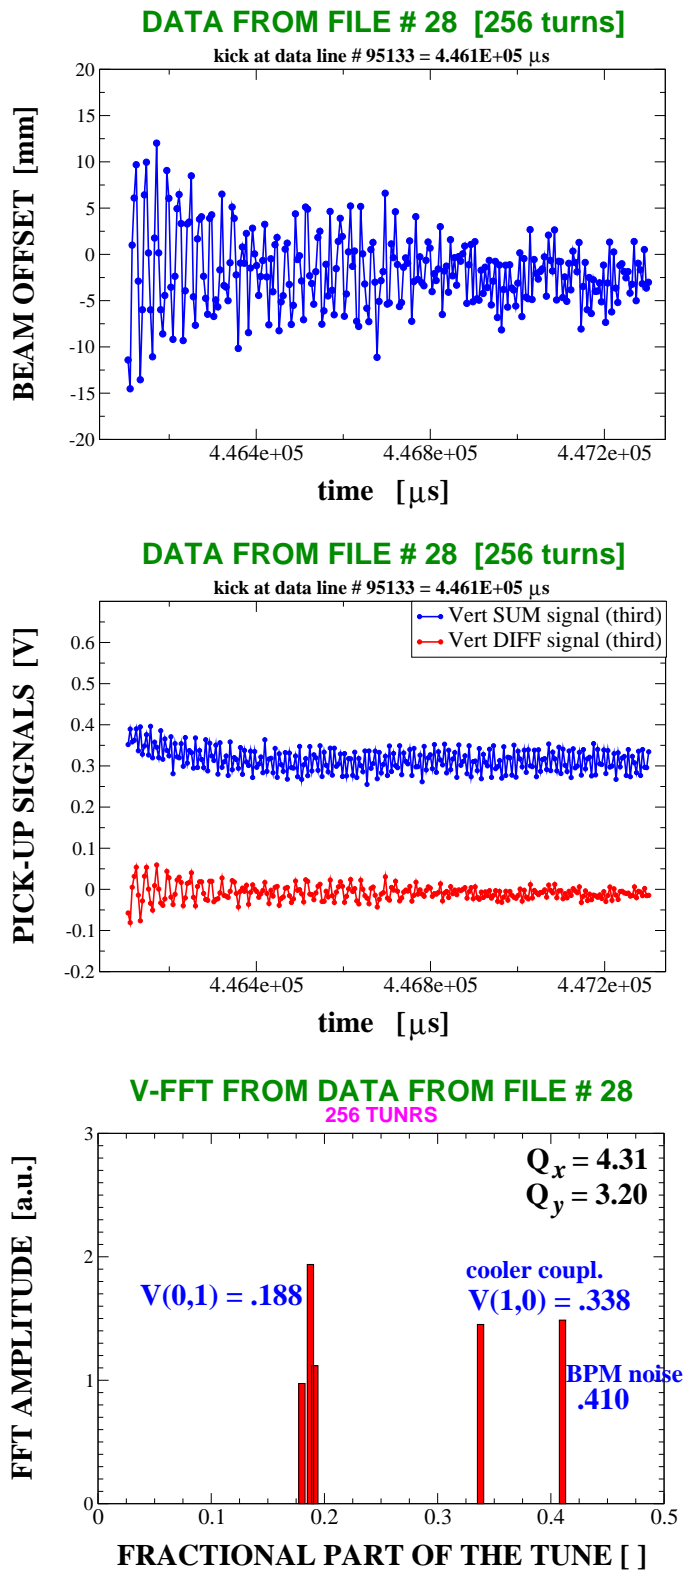 DATA FROM FILE # 28 [256 turns]
kick at data line # 95133 = 4.461E+05 μs
BEAM OFFSET [mm]
20
15
10
5
0
-5
-10
-15
-20
4.464e+05
4.468e+05
4.472e+05
time [μs]
DATA FROM FILE # 28 [256 turns]
kick at data line # 95133 = 4.461E+05 μs
Vert SUM signal (third)
Vert DIFF signal (third)
PICK-UP SIGNALS [V]
0.6
0.5
0.4
0.3
0.2
0.1
0
-0.1
-0.2
4.464e+05
4.468e+05
4.472e+05
time [μs]
V-FFT FROM DATA FROM FILE # 28
256 TUNRS
FFT AMPLITUDE [a.u.]
3
2
1
0
Qx = 4.31
Qy = 3.20
cooler coupl.
V(0,1) = .188
V(1,0) = .338
BPM noise
.410
0
0.1
0.2
0.3
0.4
0.5
FRACTIONAL PART OF THE TUNE [ ]